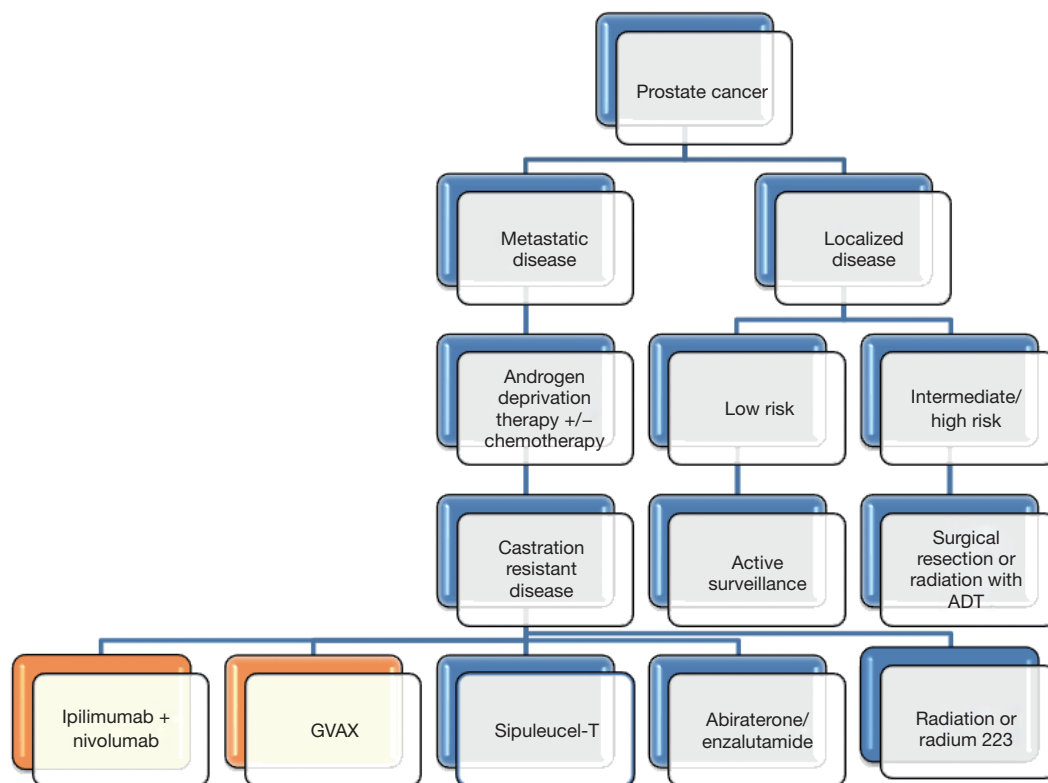 Prostate cancer
Metastatic
disease
Localized
disease
Androgen
deprivation
therapy +/−
chemotherapy
Low risk
Intermediate/
high risk
Castration
resistant
disease
Active
surveillance
Surgical
resection or
radiation with
ADT
Ipilimumab +
nivolumab
GVAX
Sipuleucel-T
Abiraterone/
enzalutamide
Radiation or
radium 223